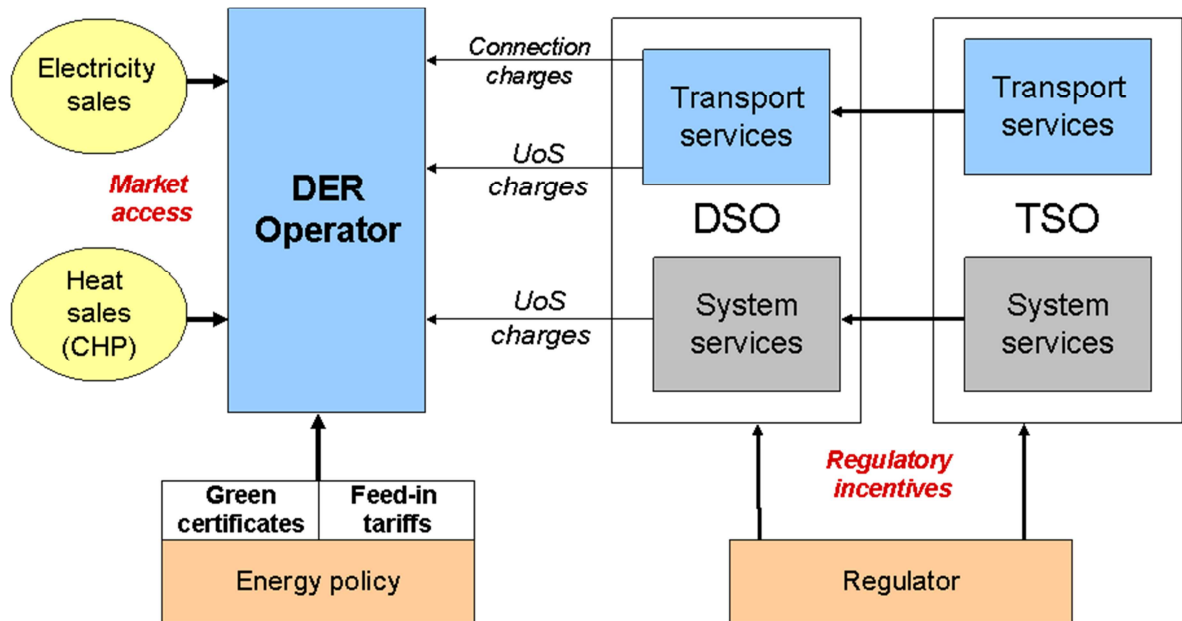 Electricity
sales
Market
access
Heat
sales
(CHP)
DER
Operator
Connection
charges
UoS
charges
UoS
charges
Transport
services
DSO
System
services
Transport
services
TSO
System
services
Green
certificates
Feed-in
tariffs
Energy policy
Regulatory
incentives
Regulator